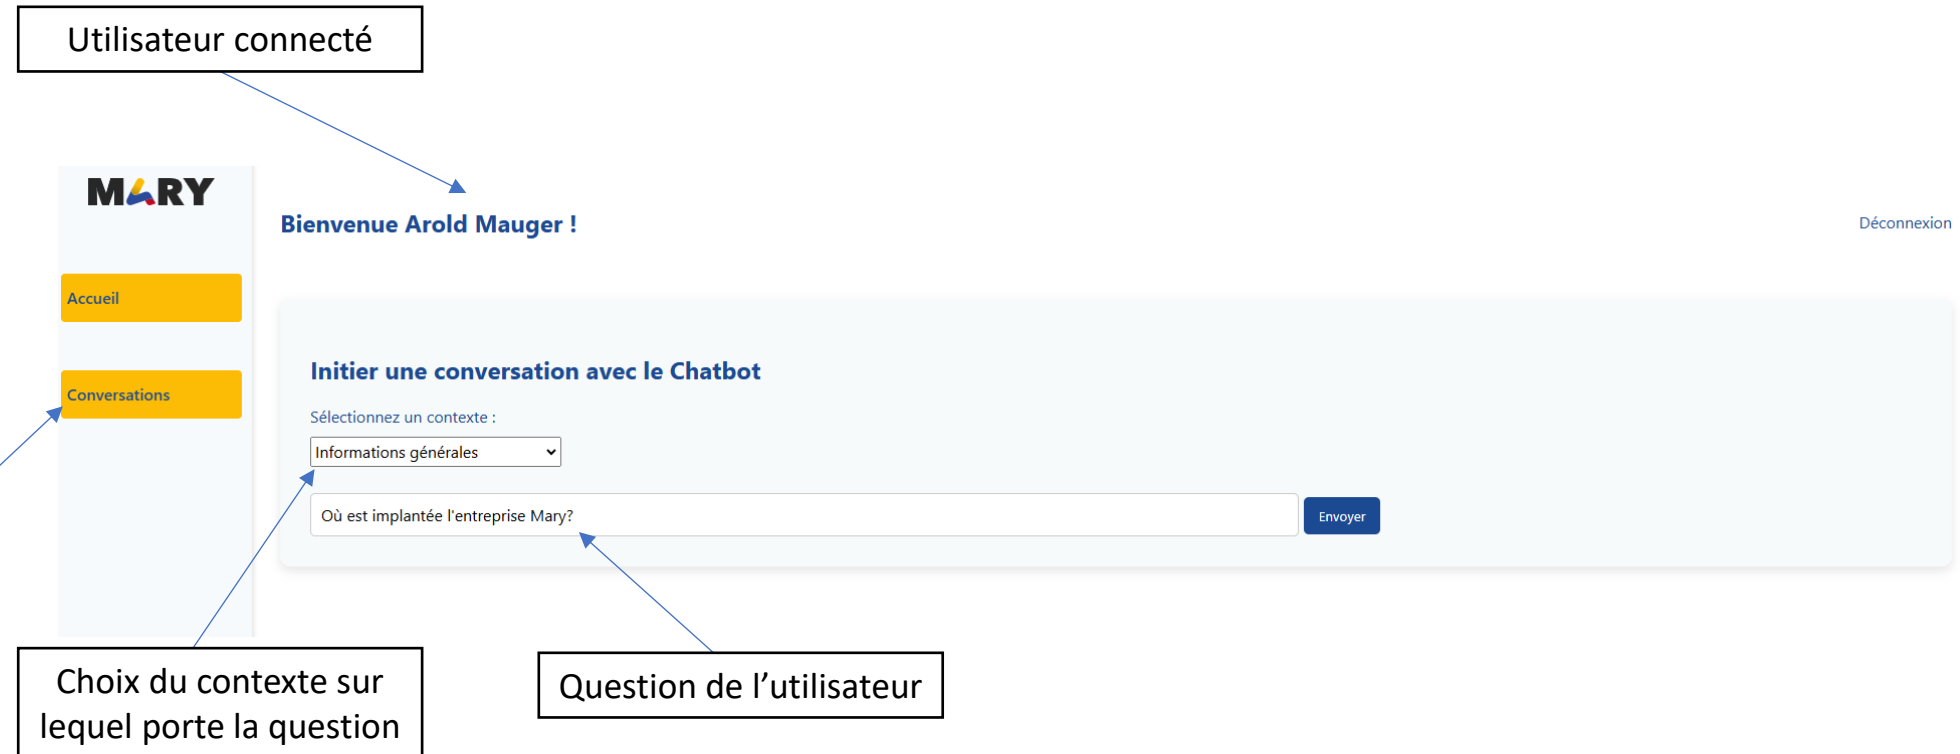 Utilisateur connecté
MARY
Bienvenue Arold Mauger !
Déconnexion
Accueil
Initier une conversation avec le Chatbot
Conversations
Sélectionnez un contexte :
Informations générales
Où est implantée l'entreprise Mary?
Envoyer
Choix du contexte sur
lequel porte la question
Question de l’utilisateur